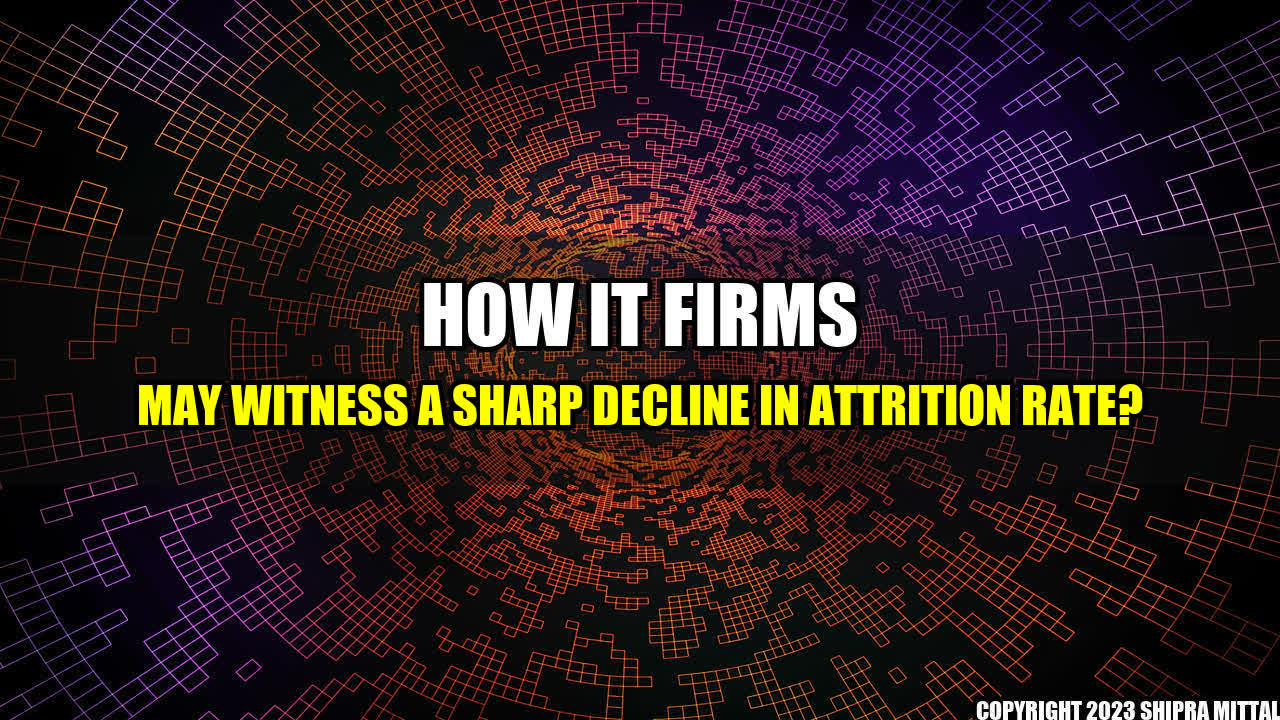 HOW IT FIRMS
MAY WITNESS A SHARP DECLINE IN ATTRITION RATE?
COPYRIGHT 2023 SHIPRA MITTAL